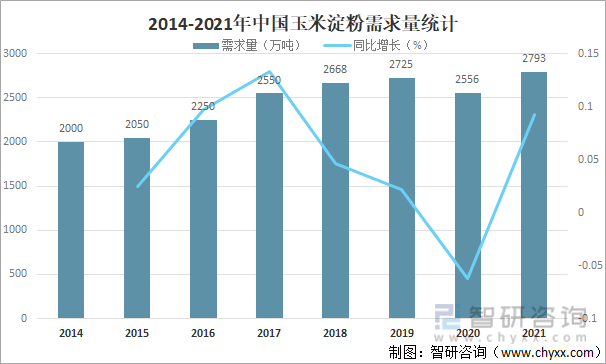 2014-2021年中国玉米淀粉需求量统计
需求量（万吨） 同比增长（%）
3000 2500 2000 1500 1000 500 0
0.15 0.1 0.05 0 -0.05 -0.1
2000 2050 2250 2550 2668 2725 2556 2793
2014 2015 2016 2017 2018 2019 2020 2021
智研咨询
www.chyxx.com
制图：智研咨询（www.chyxx.com）